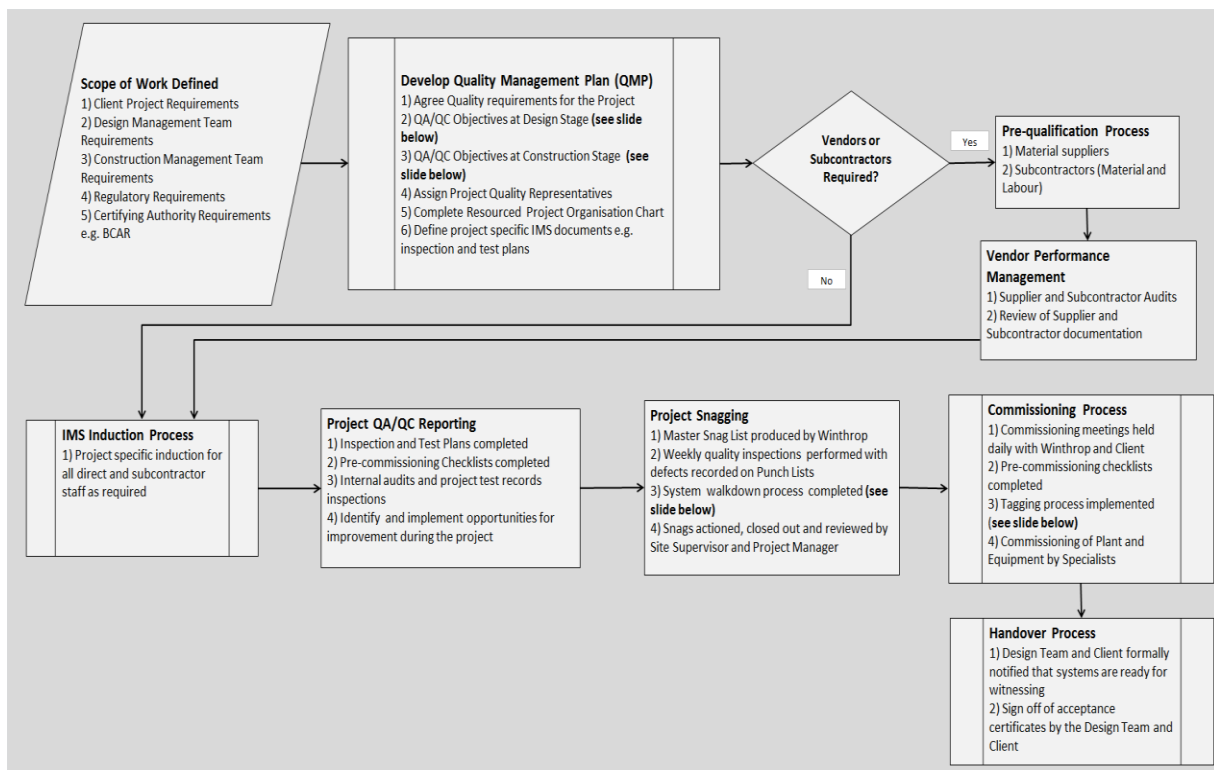 Scope of Work Defined
1) Client Project Requirements
2) Design Management Team
Requirements
3) Construction Management Team
Requirements
4) Regulatory Requirements
5) Certifying Authority Requirements
e.g. BCAR
Develop Quality Management Plan (QMP)
1) Agree Quality requirements for the Project
2) QA/QC Objectives at Design Stage (see slide
below)
3) QA/QC Objectives at Construction Stage (see
slide below)
4) Assign Project Quality Representatives
5) Complete Resourced Project Organisation Chart
6) Define project specific IMS documents e.g.
inspection and test plans
Vendors or
Subcontractors
Required?
Yes
No
Pre-qualification Process
1) Material suppliers
2) Subcontractors (Material and
Labour)
Vendor Performance
Management
1) Supplier and Subcontractor Audits
2) Review of Supplier and
Subcontractor documentation
IMS Induction Process
1) Project specific induction for
all direct and subcontractor
staff as required
Project QA/QC Reporting
1) Inspection and Test Plans completed
2) Pre-commissioning Checklists completed
3) Internal audits and project test records
inspections
4) Identify and implement opportunities for
improvement during the project
Project Snagging
1) Master Snag List produced by Winthrop
2) Weekly quality inspections performed with
defects recorded on Punch Lists
3) System walkdown process completed (see
slide below)
4) Snags actioned, closed out and reviewed by
Site Supervisor and Project Manager
Commissioning Process
1) Commissioning meetings held
daily with Winthrop and Client
2) Pre-commissioning checklists
completed
3) Tagging process implemented
(see slide below)
4) Commissioning of Plant and
Equipment by Specialists
Handover Process
1) Design Team and Client formally
notified that systems are ready for
witnessing
2) Sign off of acceptance
certificates by the Design Team and
Client